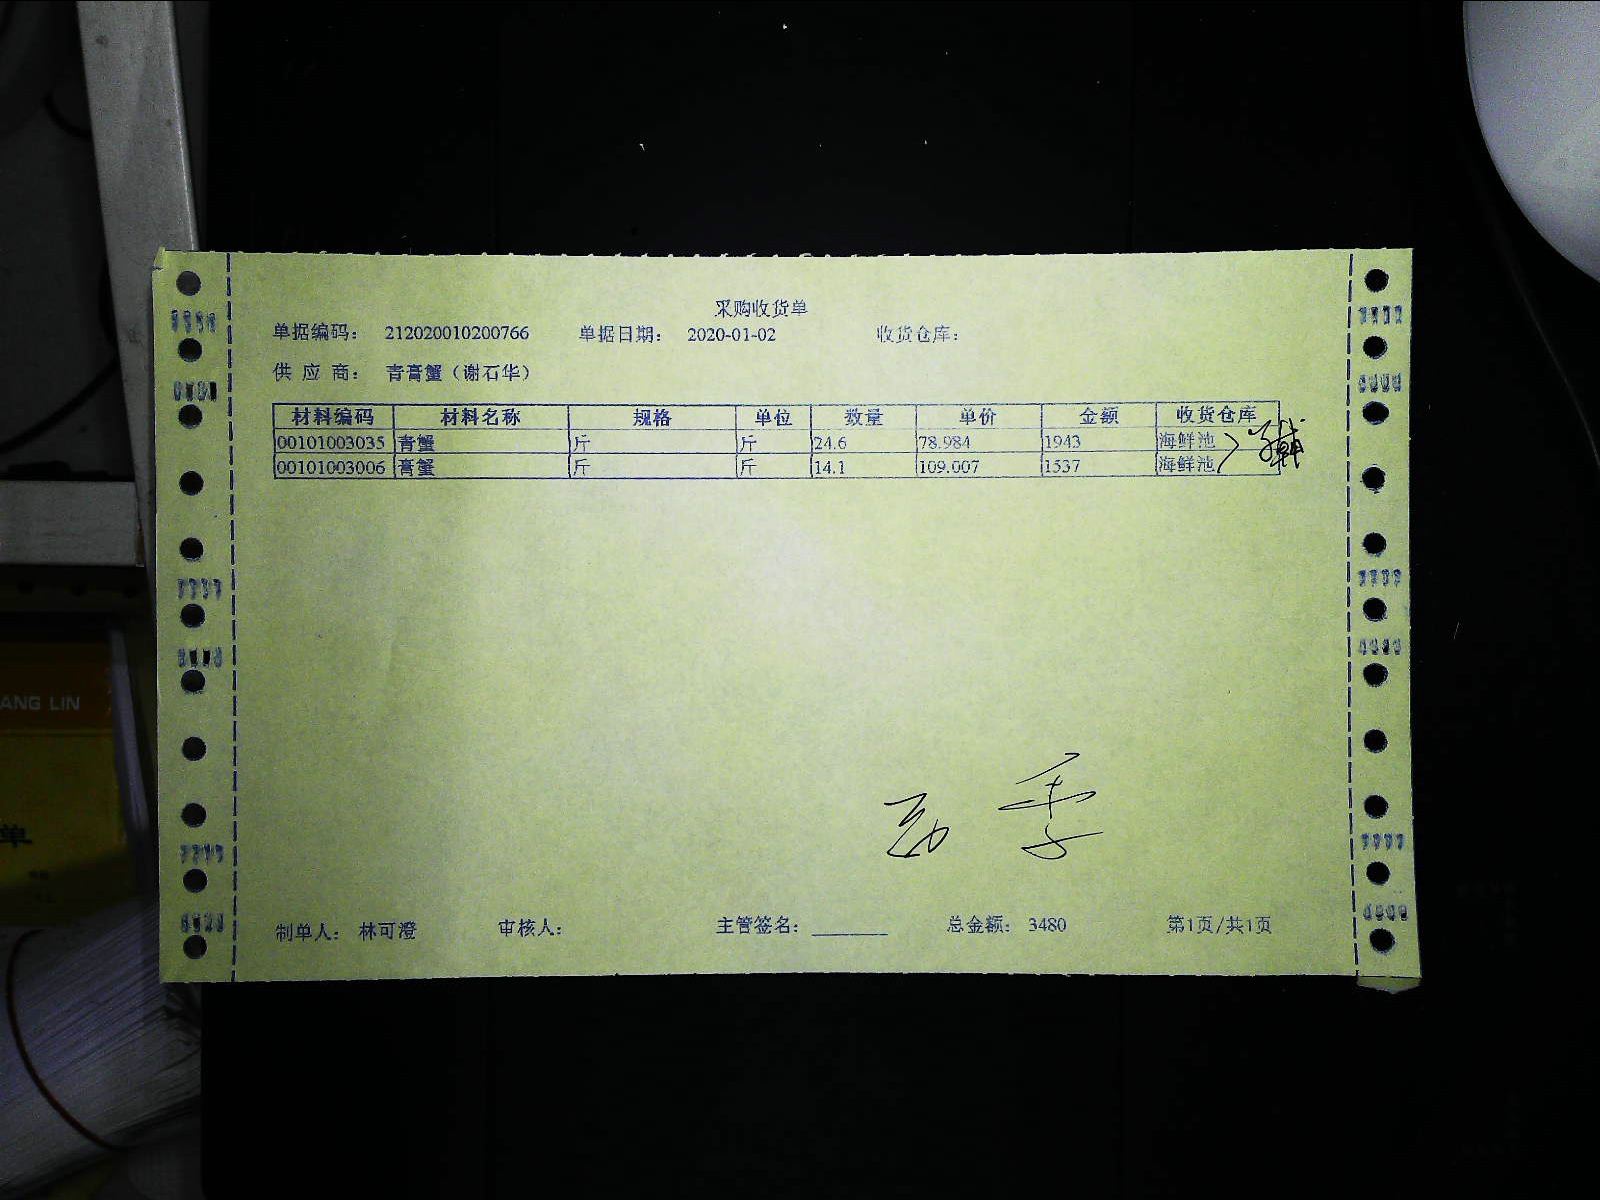 采购收货单
单据编码： 212020010200766 单据日期： 2020-01-02 收货仓库：
供 应 商： 青膏蟹（谢石华）
材料编码 材料名称 规格 单位 数量 单价 金额 收货仓库
00101003035 青蟹 斤 斤 24.6 78.984 1943 海鲜池
00101003006 膏蟹 斤 斤 14.1 109.007 1537 海鲜池
制单人： 林可澄 审核人： 主管签名：________ 总金额： 3480 第1页/共1页
ANG LIN
单